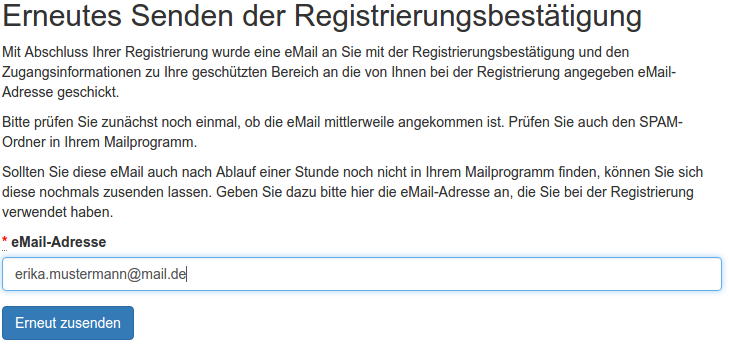 Erneutes Senden der Registrierungsbestätigung
Mit Abschluss Ihrer Registrierung wurde eine eMail an Sie mit der Registrierungsbestätigung und den
Zugangsinformationen zu Ihre geschützten Bereich an die von Ihnen bei der Registrierung angegeben eMail-
Adresse geschickt.
Bitte prüfen Sie zunächst noch einmal, ob die eMail mittlerweile angekommen ist. Prüfen Sie auch den SPAM-
Ordner in Ihrem Mailprogramm.
Sollten Sie diese eMail auch nach Ablauf einer Stunde noch nicht in Ihrem Mailprogramm finden, können Sie sich
diese nochmals zusenden lassen. Geben Sie dazu bitte hier die eMail-Adresse an, die Sie bei der Registrierung
verwendet haben.
* eMail-Adresse
erika.mustermann@mail.de
Erneut zusenden